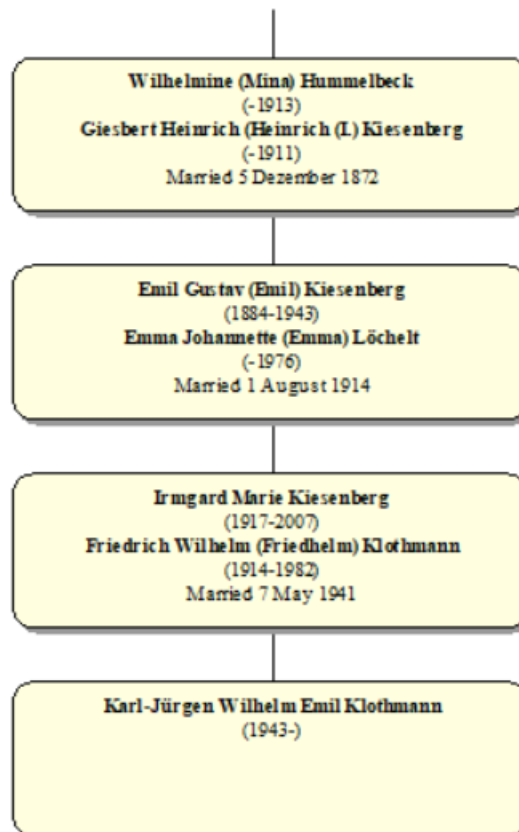 Wilhelmine (Mina) Hummelbeck
(-1913)
Giesbert Heinrich (Heinrich (I.) Kiesenberg
(-1911)
Married 5 Dezember 1872
Emil Gustav (Emil) Kiesenberg
(1884-1943)
Emma Johannette (Emma) Löchelt
(-1976)
Married 1 August 1914
Irmgard Marie Kiesenberg
(1917-2007)
Friedrich Wilhelm (Friedhelm) Klothmann
(1914-1982)
Married 7 May 1941
Karl-Jürgen Wilhelm Emil Klothmann
(1943-)